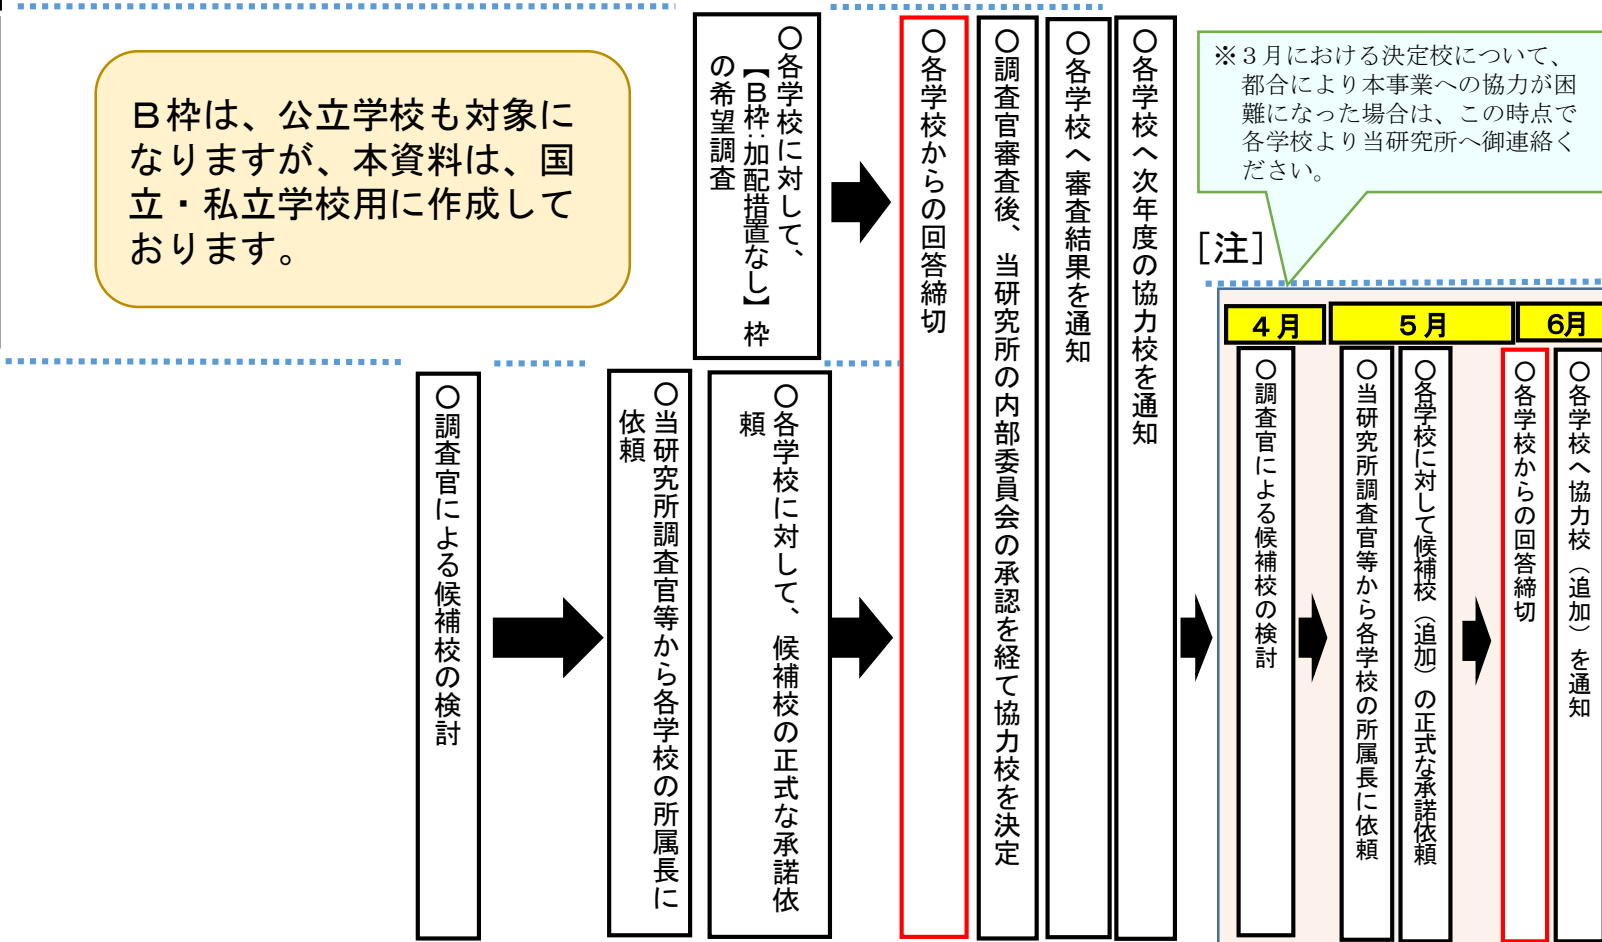 Ｂ枠は、公立学校も対象に
なりますが、本資料は、国
立・私立学校用に作成して
おります。
○各学校に対して、
【Ｂ枠：加配措置なし】枠
の希望調査
○調査官による候補校の検討
○当研究所調査官等から各学校の所属長に
依頼
○各学校に対して、候補校の正式な承諾依
頼
○各学校からの回答締切
○調査官審査後、当研究所の内部委員会の承認を経て協力校を決定
○各学校へ審査結果を通知
○各学校へ次年度の協力校を通知
※３月における決定校について、
都合により本事業への協力が困
難になった場合は、この時点で
各学校より当研究所へ御連絡く
ださい。
［注］
４月
５月
6月
○調査官による候補校の検討
○当研究所調査官等から各学校の所属長に依頼
○各学校に対して候補校（追加）の正式な承諾依頼
○各学校からの回答締切
○各学校へ協力校（追加）を通知